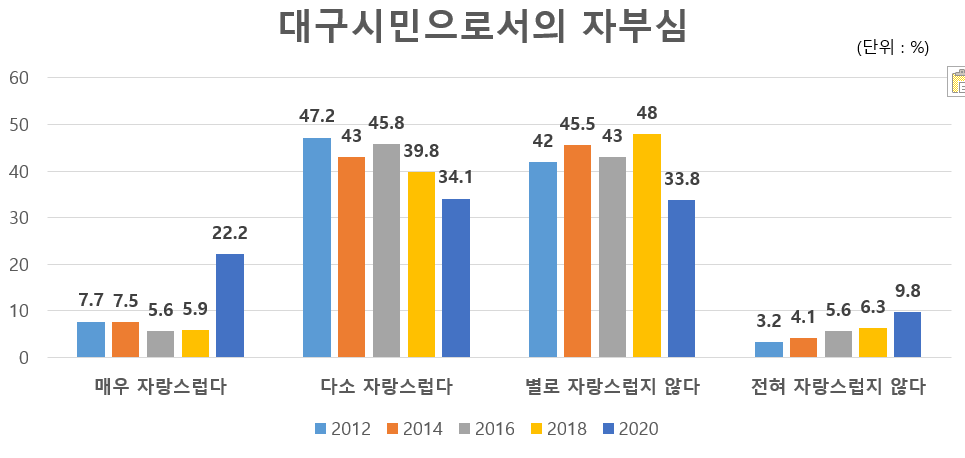 대구시민으로서의 자부심
(단위 : %)
60
50
40
30
20
10
0
7.7 7.5 5.6 5.9 22.2
47.2 43 45.8 39.8 34.1
42 45.5 43 48 33.8
3.2 4.1 5.6 6.3 9.8
매우 자랑스럽다 다소 자랑스럽다 별로 자랑스럽지 않다 전혀 자랑스럽지 않다
2012 2014 2016 2018 2020